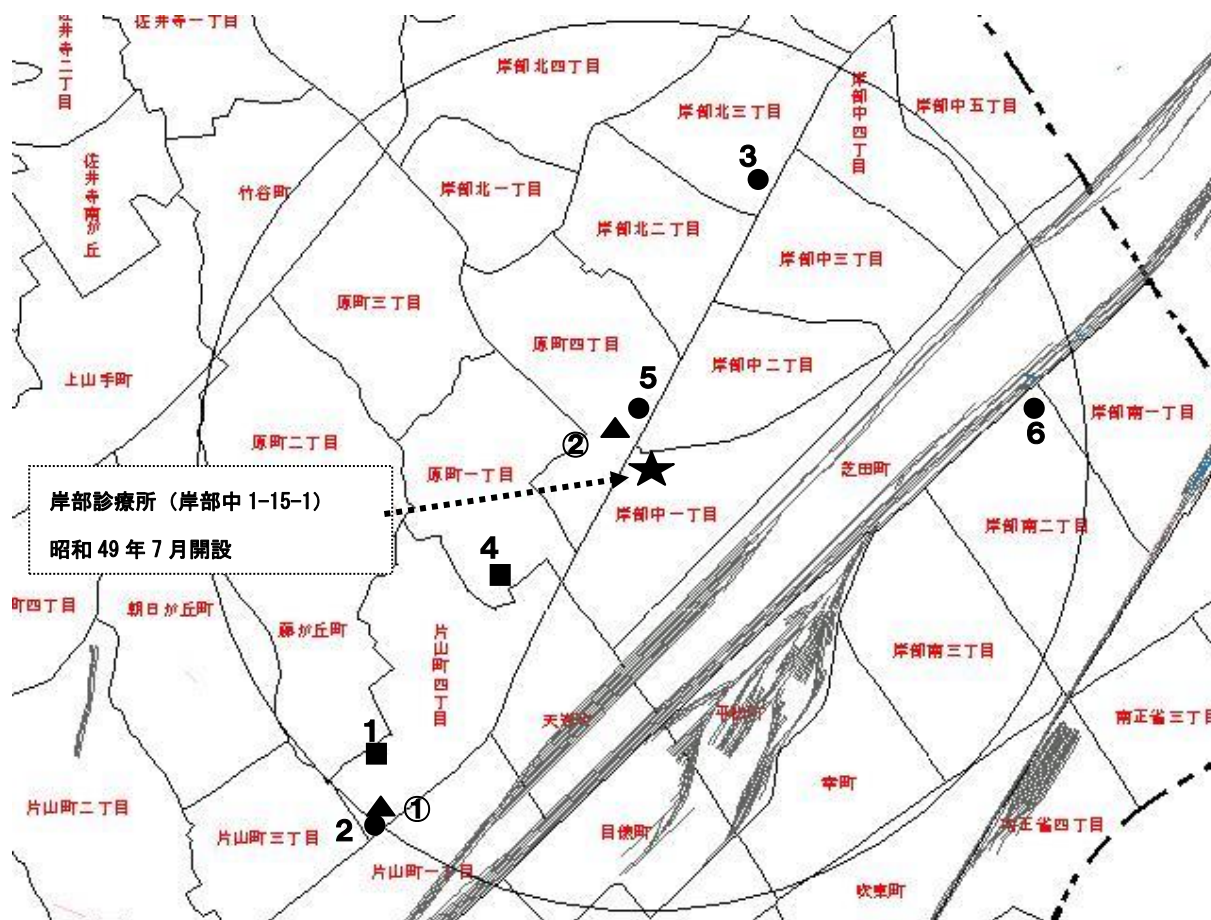 佐井寺二丁目
佐井寺一丁目
岸部北四丁目
岸部北三丁目
岸部中四丁目
岸部中五丁目
3
佐井寺南が丘
竹谷町
岸部北一丁目
岸部北二丁目
岸部中三丁目
原町三丁目
原町四丁目
岸部中二丁目
上山手町
5
②
6
岸部南一丁目
原町二丁目
原町一丁目
芝田町
岸部診療所（岸部中 1-15-1）
昭和 49 年 7 月開設
岸部中一丁目
岸部南二丁目
4
町四丁目
朝日が丘町
藤が丘町
片山町四丁目
岸部南三丁目
天道町
平松町
南正雀三丁目
1
①
2
片山町二丁目
片山町三丁目
片山町一丁目
目俵町
幸町
南正雀四丁目
吹東町